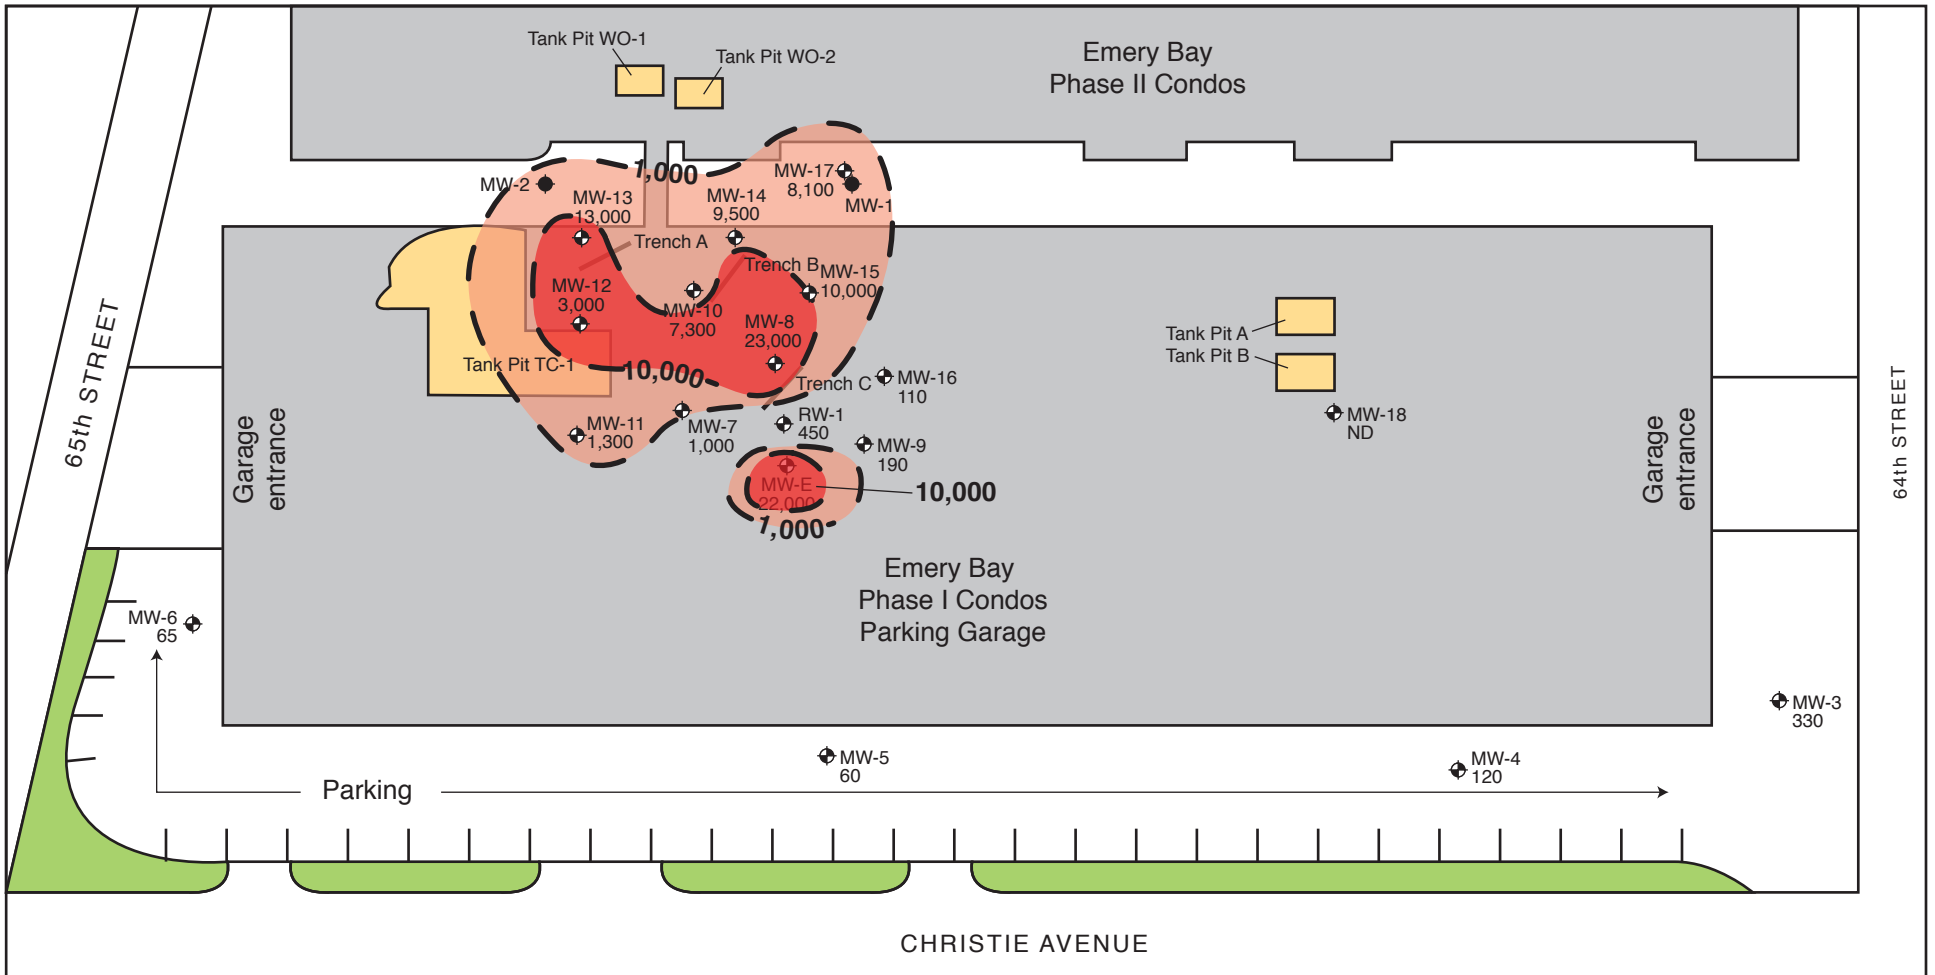 Tank Pit WO-1
Tank Pit WO-2
Emery Bay
Phase II Condos
1,000
MW-2
MW-17
8,100
MW-1
MW-13
13,000
MW-14
9,500
Trench A
Trench B
MW-15
10,000
MW-12
3,000
MW-10
7,300
MW-8
23,000
Tank Pit TC-1
10,000
Trench C
MW-16
110
MW-11
1,300
MW-7
1,000
RW-1
450
MW-9
190
MW-E
22,000
10,000
1,000
Tank Pit A
Tank Pit B
MW-18
ND
65th STREET
Garage
entrance
Garage
entrance
64th STREET
Emery Bay
Phase I Condos
Parking Garage
MW-6
65
MW-3
330
MW-5
60
MW-4
120
Parking
CHRISTIE AVENUE